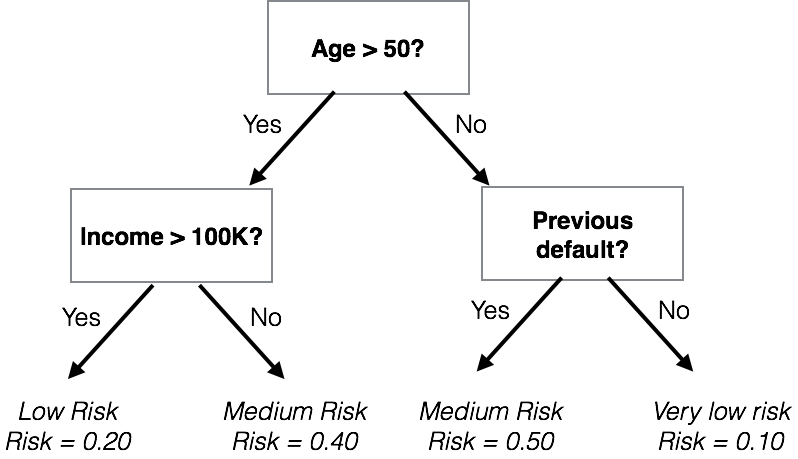 Age > 50?
Yes
No
Income > 100K?
Previous
default?
Yes
No
Yes
No
Low Risk
Risk = 0.20
Medium Risk
Risk = 0.40
Medium Risk
Risk = 0.50
Very low risk
Risk = 0.10